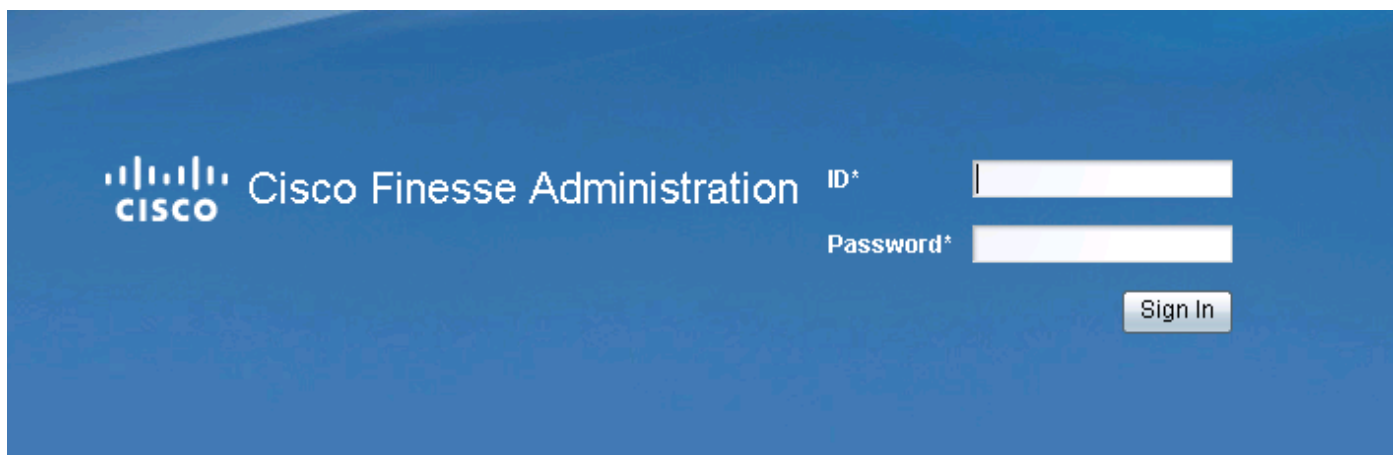 CISCO
Cisco Finesse Administration
ID*
Password*
Sign In